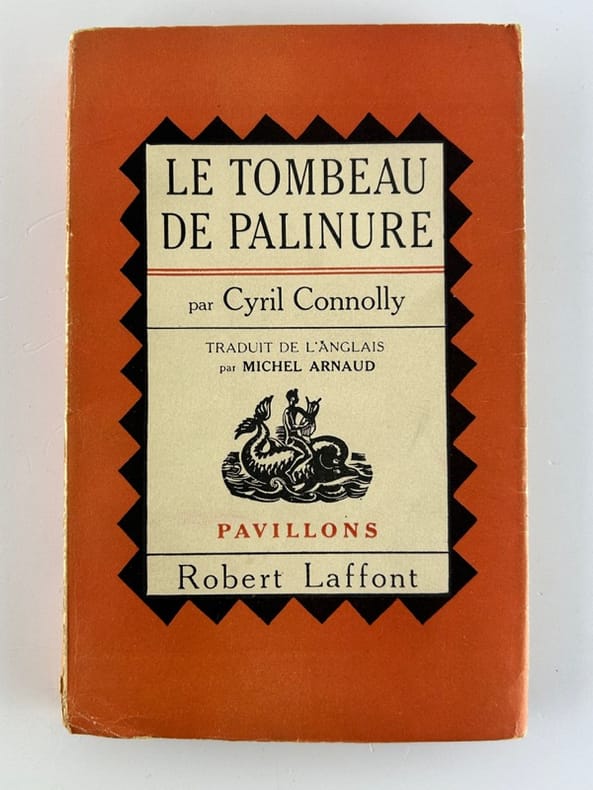 LE TOMBEAU
DE PALINURE
par Cyril Connolly
TRADUIT DE L'ANGLAIS
par MICHEL ARNAUD
PAVILLONS
Robert Laffont